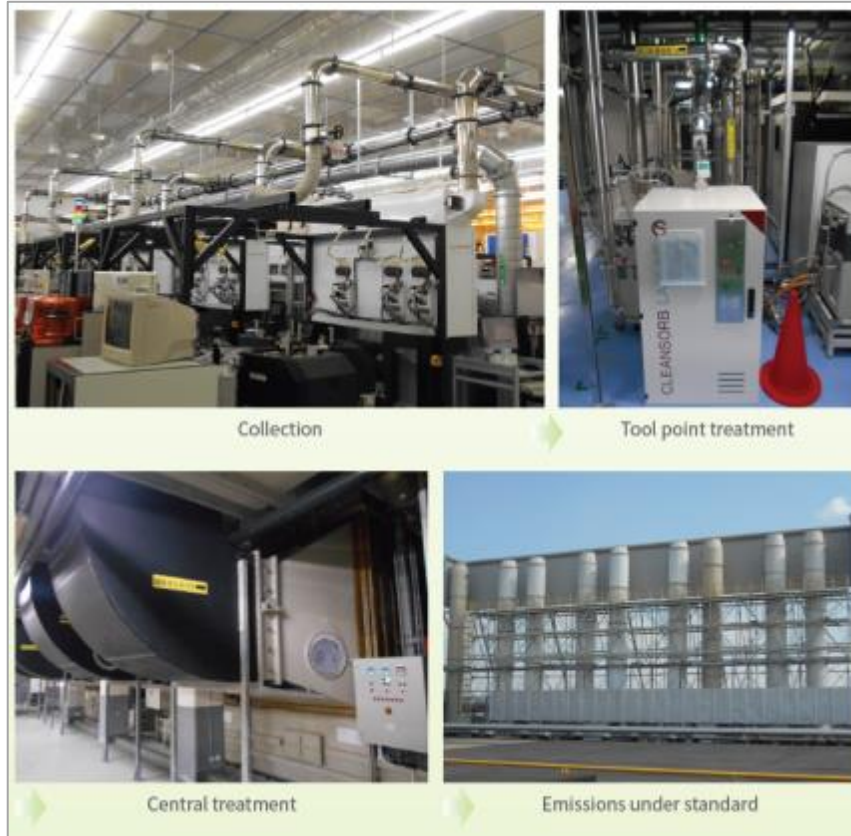 CLEANSORB
Collection
Tool point treatment
Central treatment
Emissions under standard